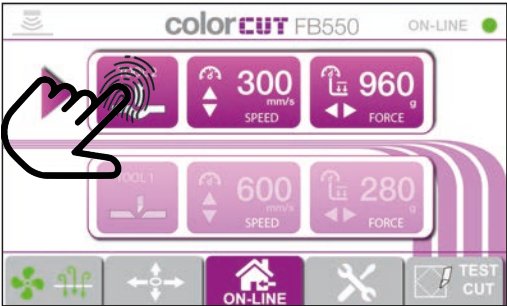 colorcut FB550
ON-LINE
300
mm/s
SPEED
960
g
FORCE
TOOL 1
600
mm/s
SPEED
280
g
FORCE
ON-LINE
TEST
CUT